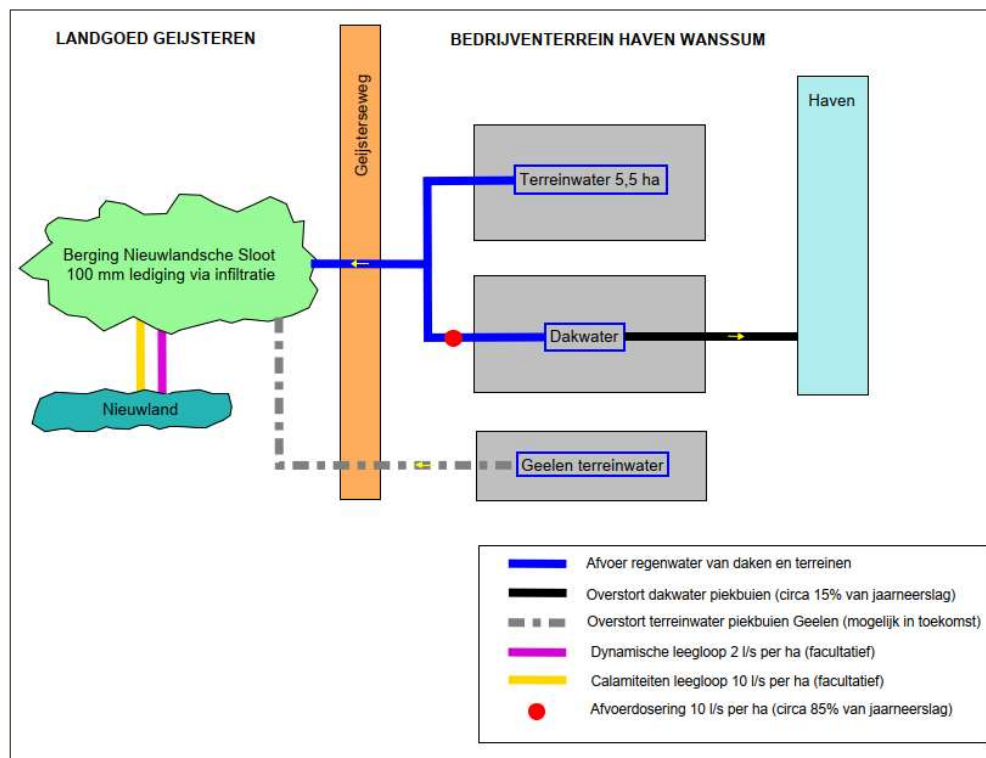 LANDGOED GEIJSTEREN
BEDRIJVENTERREIN HAVEN WANSSUM
Geijsterseweg
Haven
Terreinwater 5,5 ha
Berging Nieuwlandsche Sloot
100 mm lediging via infiltratie
Dakwater
Nieuwland
Geelen terreinwater
Afvoer regenwater van daken en terreinen
Overstort dakwater piekbuien (circa 15% van jaarneerslag)
Overstort terreinwater piekbuien Geelen (mogelijk in toekomst)
Dynamische leegloop 2 l/s per ha (facultatief)
Calamiteiten leegloop 10 l/s per ha (facultatief)
Afvoerdosering 10 l/s per ha (circa 85% van jaarneerslag)